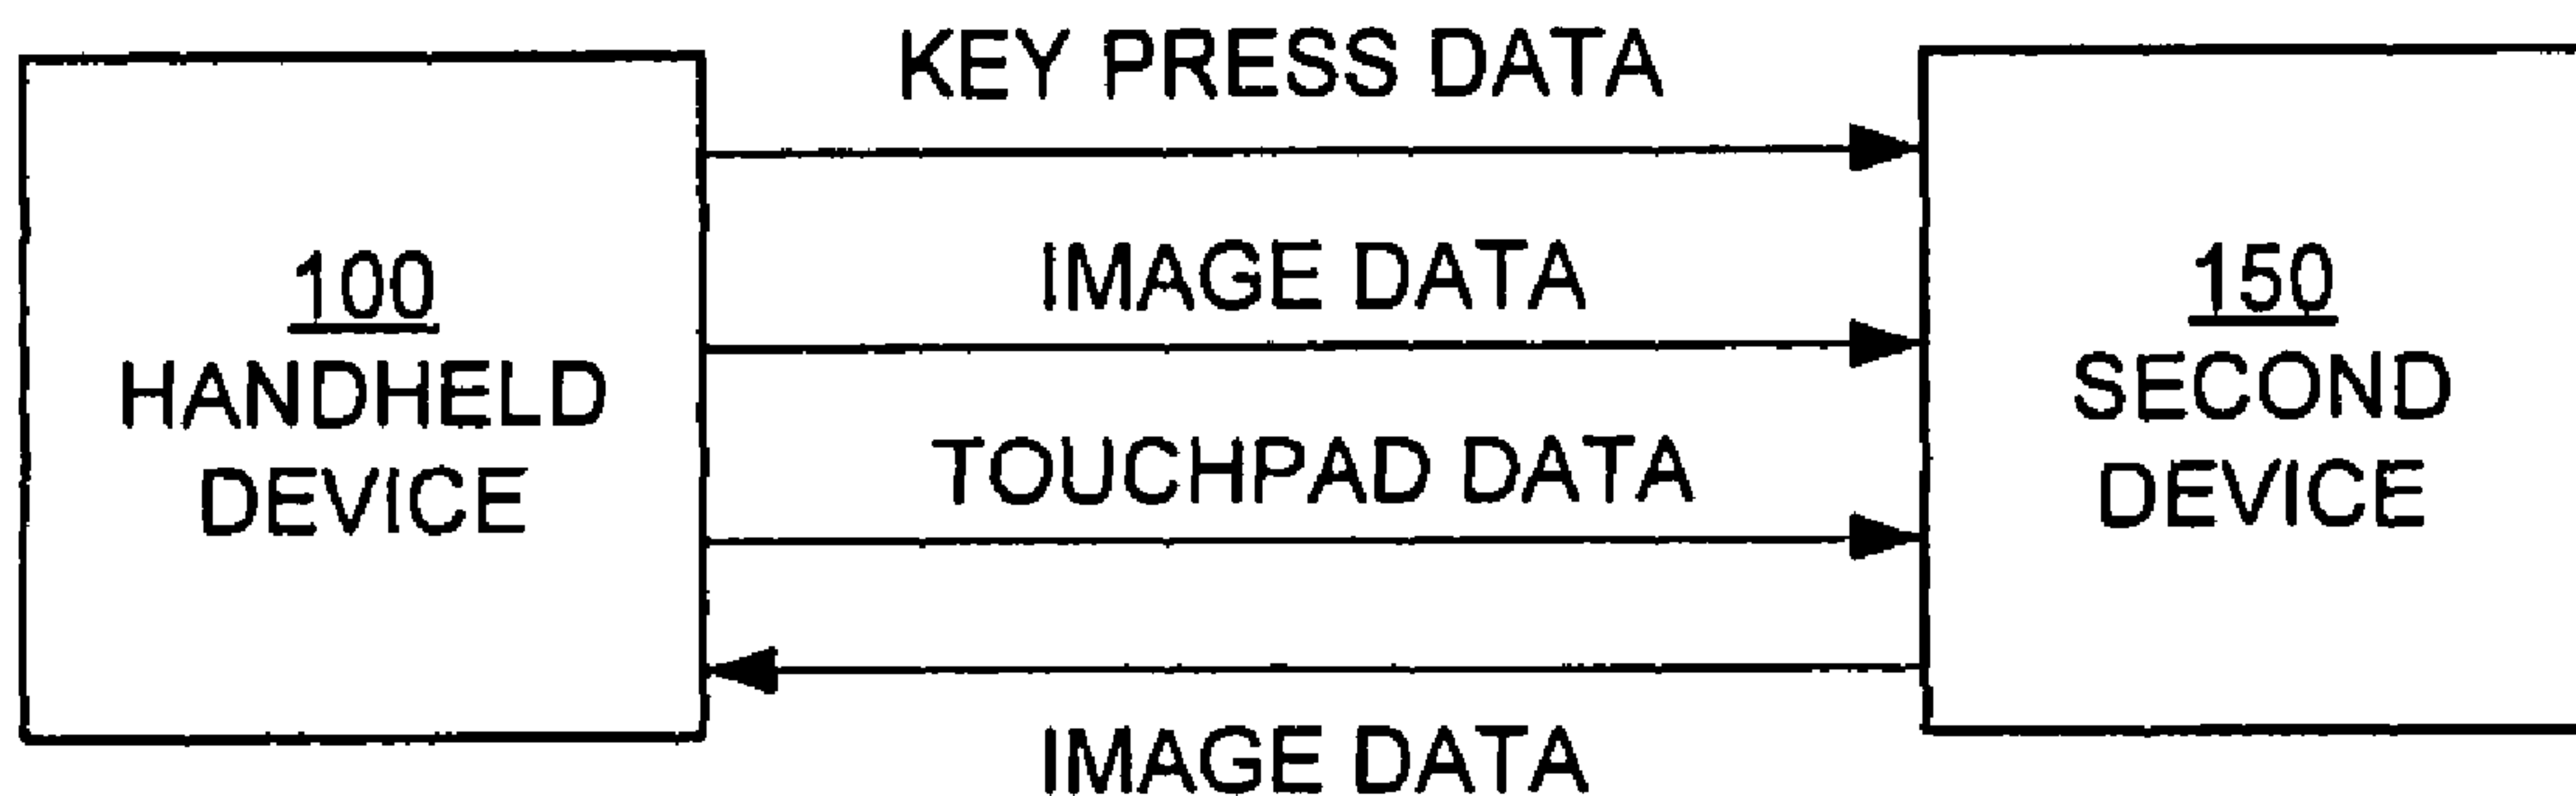 100
HANDHELD
DEVICE
KEY PRESS DATA
IMAGE DATA
TOUCHPAD DATA
IMAGE DATA
150
SECOND
DEVICE